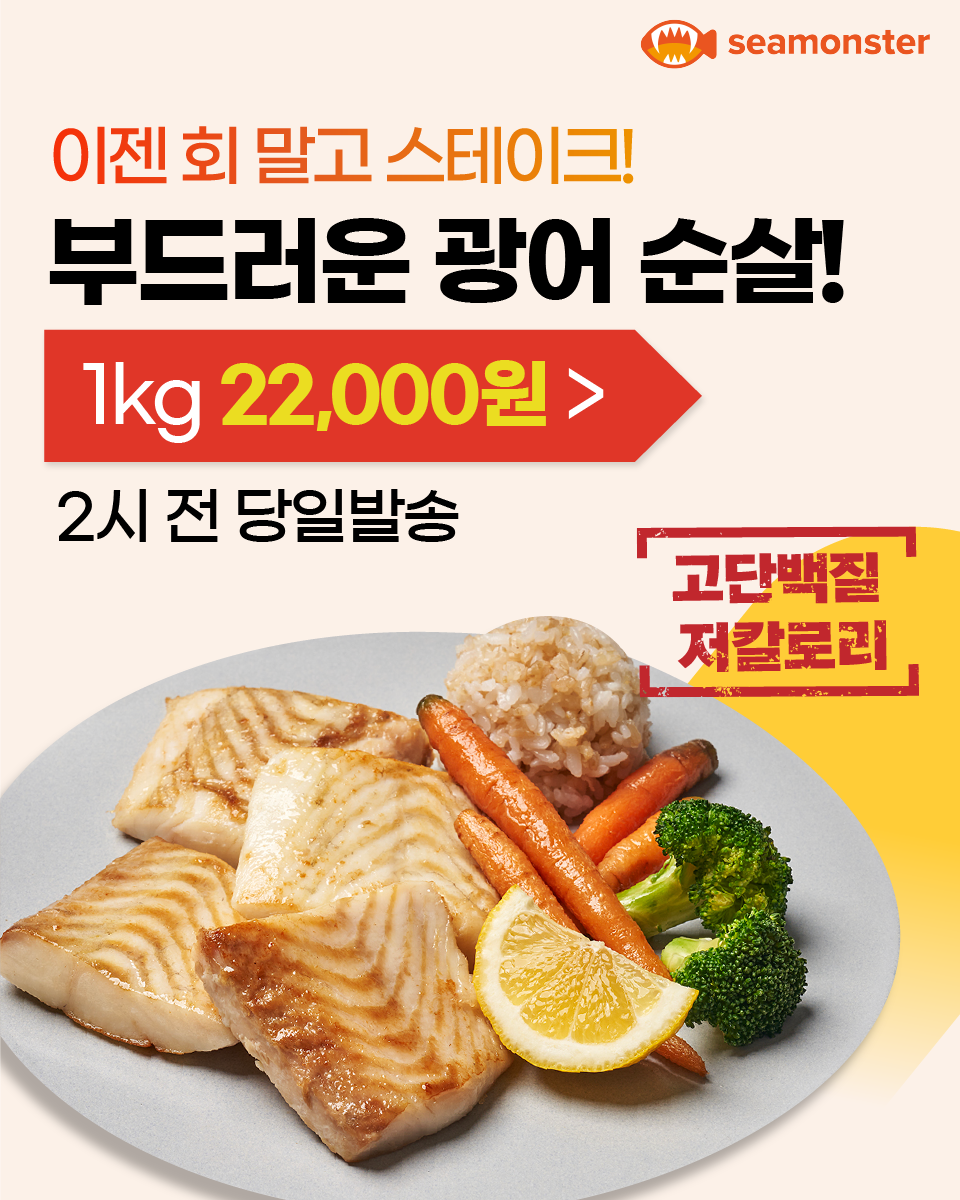 seamonster
이젠 회 말고 스테이크!
부드러운 광어 순살!
1kg 22,000원 >
2시 전 당일발송
고단백질
저칼로리